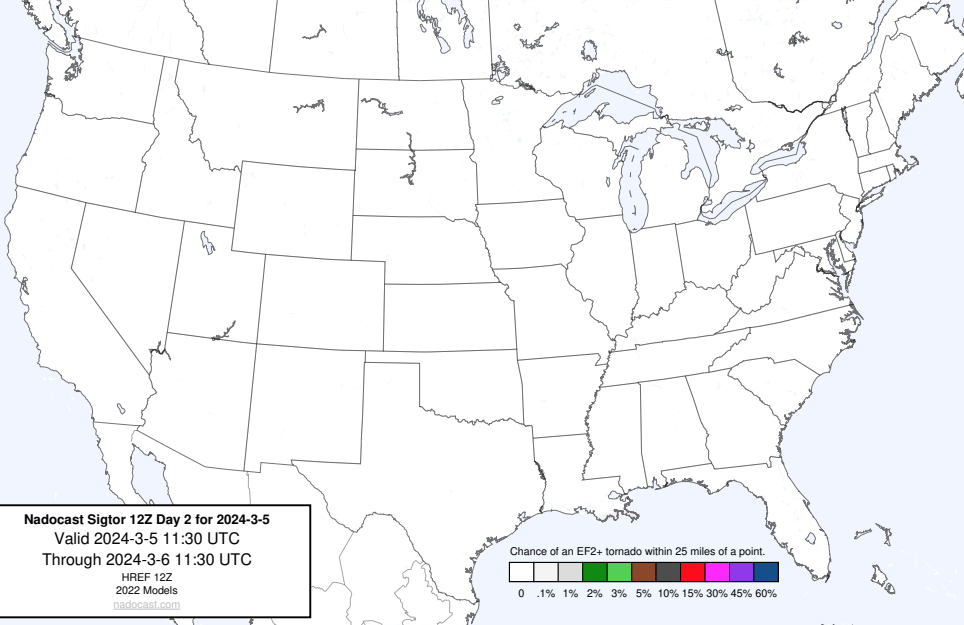 Nadocast Sigtor 12Z Day 2 for 2024-3-5
Valid 2024-3-5 11:30 UTC
Through 2024-3-6 11:30 UTC
HREF 12Z
2022 Models
nadocast.com
Chance of an EF2+ tornado within 25 miles of a point.
0 .1% 1% 2% 3% 5% 10% 15% 30% 45% 60%